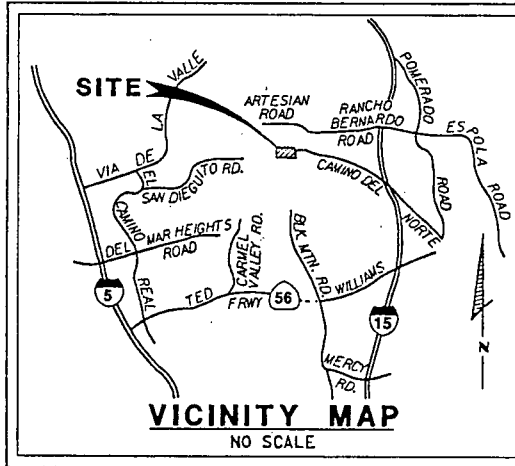 SITE
VIA DE LA VALLE
ARTESIAN
ROAD
RANCHO
BERNARDO
ROAD
POMERADO
ROAD
ESPOLA
ROAD
EL
CAMINO
REAL
SAN DIEGUITO RD.
CAMINO DEL
NORTE
DEL MAR HEIGHTS
ROAD
CARMEL
VALLEY RD.
BLK. MTN. RD.
TED
WILLIAMS
FRWY
56
5
15
MERCY
RD.
N
VICINITY MAP
NO SCALE